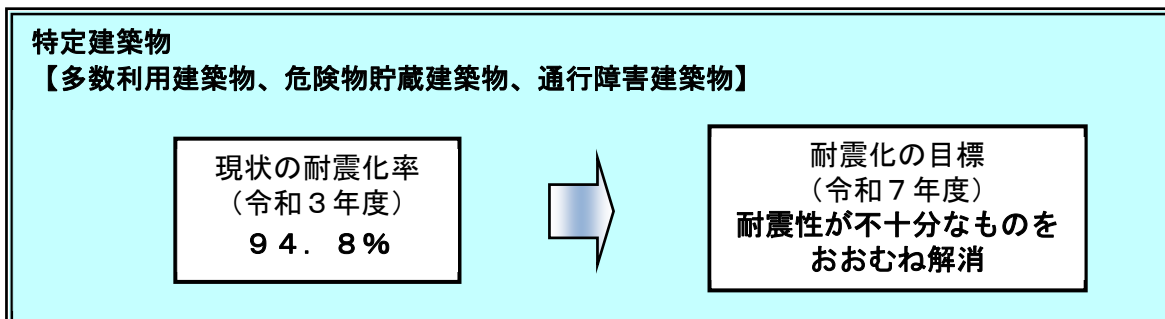 特定建築物
【多数利用建築物、危険物貯蔵建築物、通行障害建築物】
現状の耐震化率
（令和３年度）
９４．８％
耐震化の目標
（令和７年度）
耐震性が不十分なものを
おおむね解消